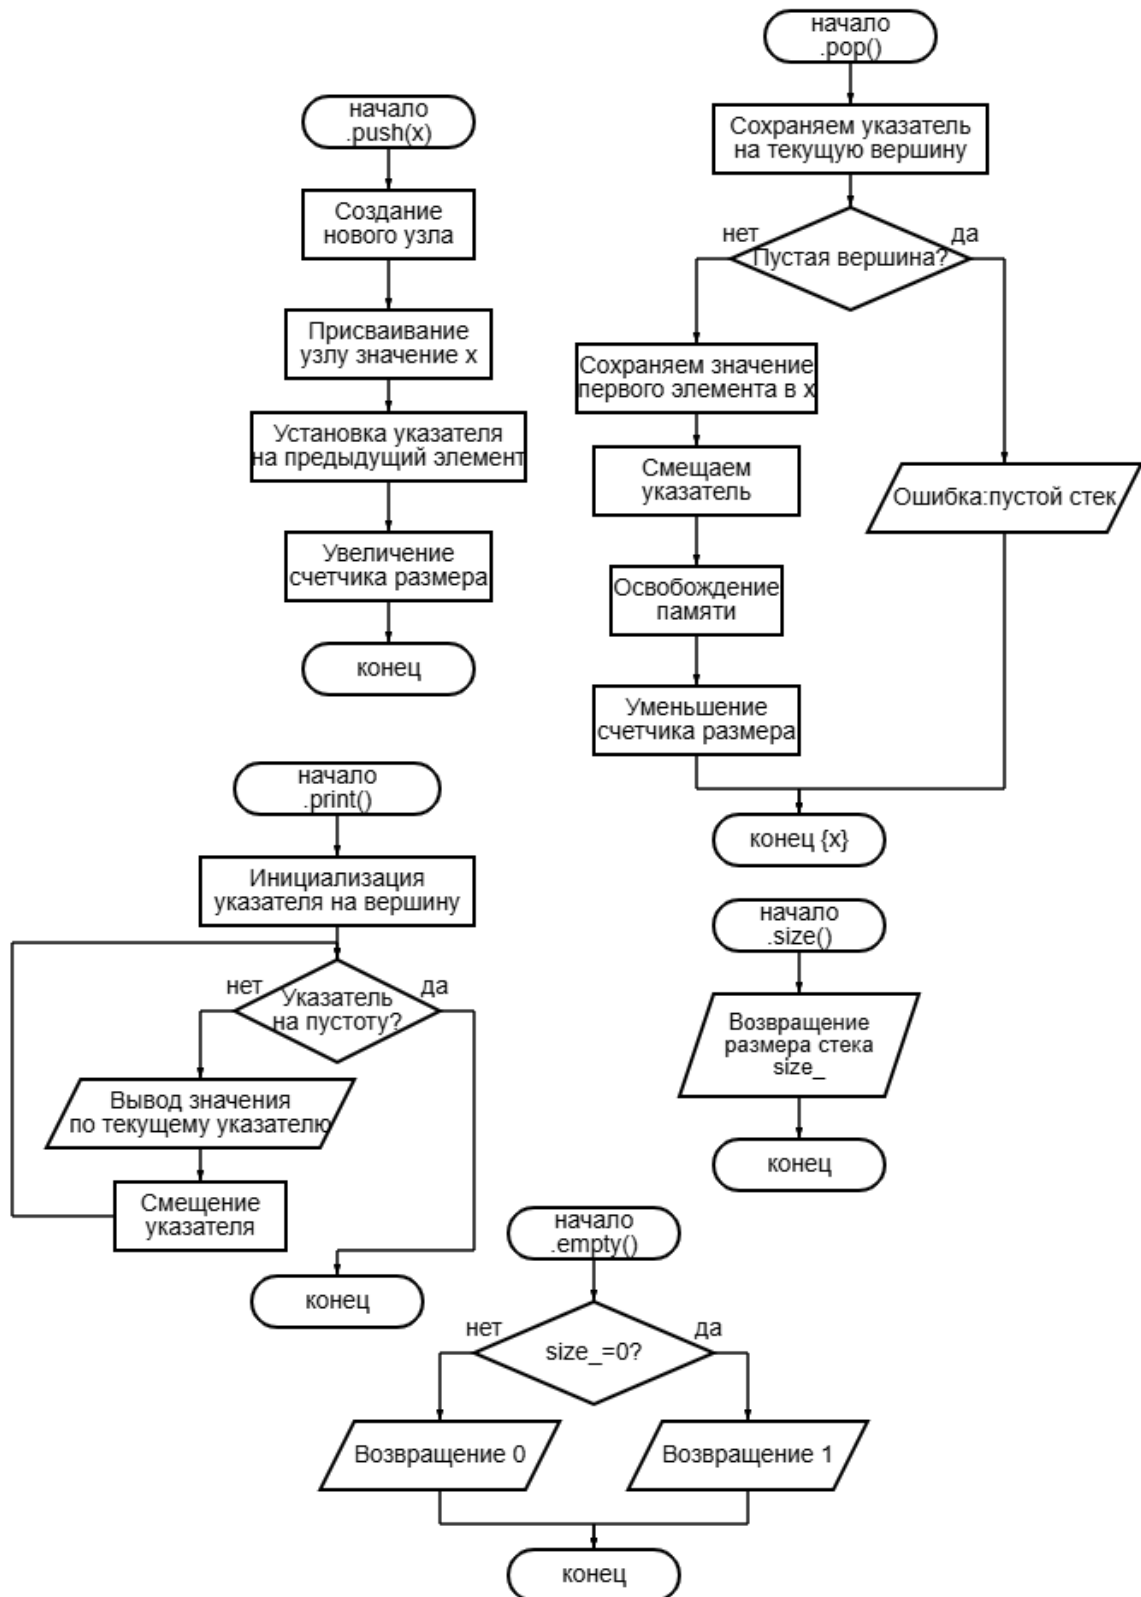 начало
.push(x)
Создание
нового узла
Присваивание
узлу значение x
Установка указателя
на предыдущий элемент
Увеличение
счетчика размера
конец
начало
.pop()
Сохраняем указатель
на текущую вершину
нет
да
Пустая вершина?
Сохраняем значение
первого элемента в x
Смещаем
указатель
Ошибка:пустой стек
Освобождение
памяти
Уменьшение
счетчика размера
конец {x}
начало
.print()
Инициализация
указателя на вершину
нет
да
Указатель
на пустоту?
Вывод значения
по текущему указателю
Смещение
указателя
конец
начало
.size()
Возвращение
размера стека
size_
конец
начало
.empty()
нет
да
size_=0?
Возвращение 0
Возвращение 1
конец